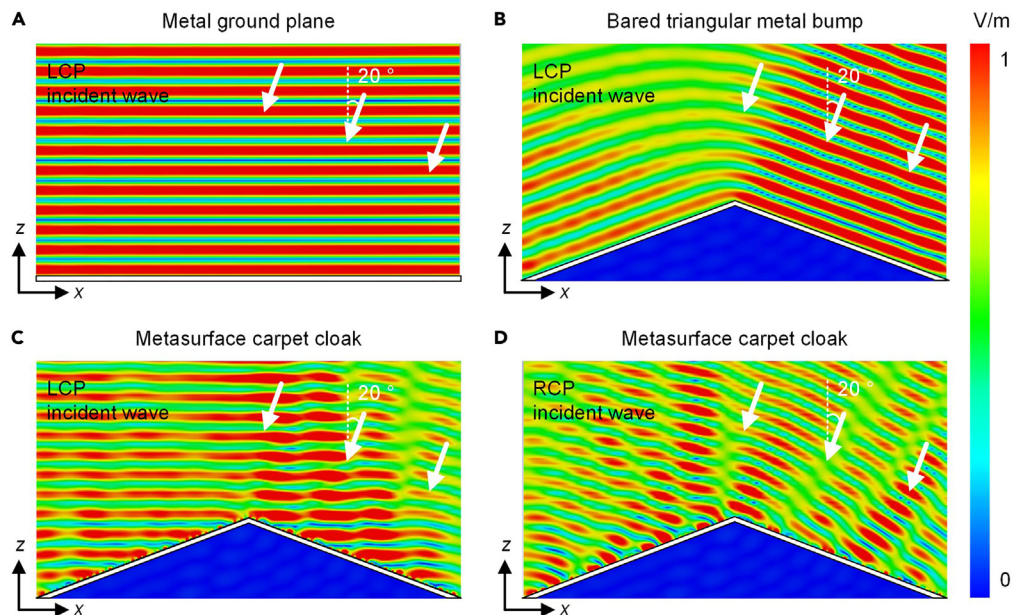 A
Metal ground plane
LCP
incident wave
20 °
z
x
B
Bared triangular metal bump
LCP
incident wave
20 °
z
x
V/m
1
0
C
Metasurface carpet cloak
LCP
incident wave
20 °
z
x
D
Metasurface carpet cloak
RCP
incident wave
20 °
z
x